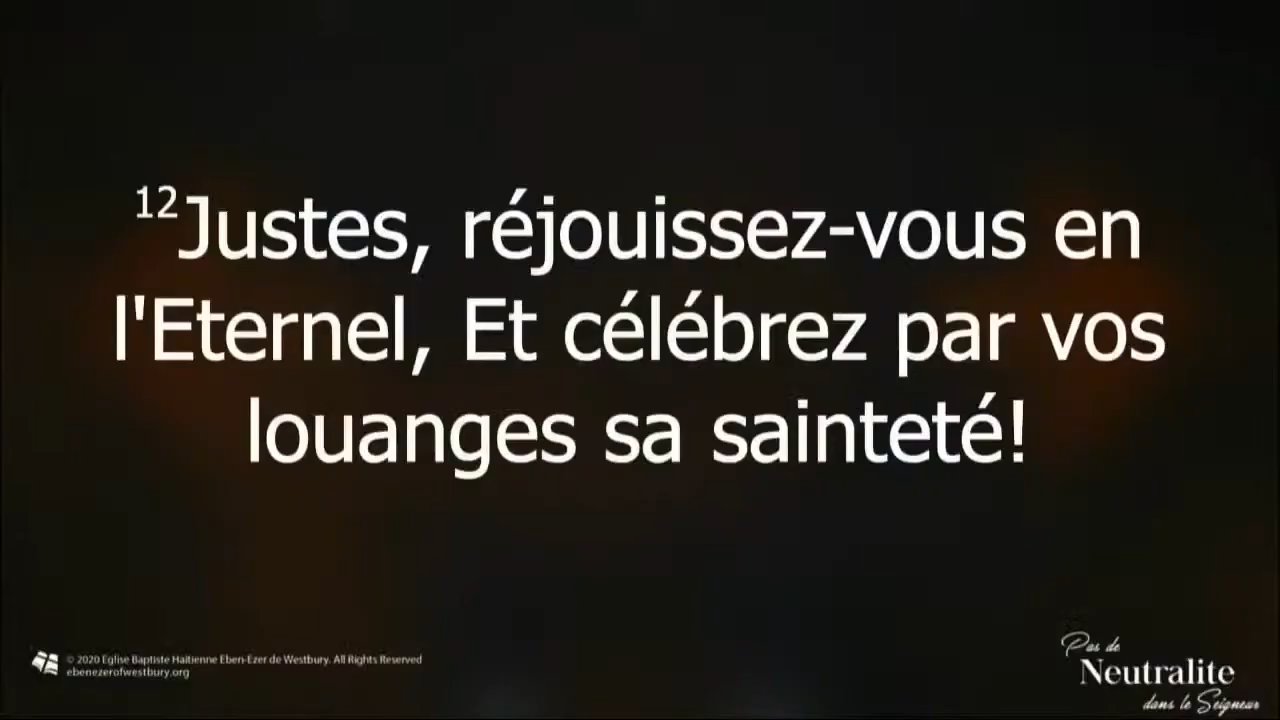 12Justes, réjouissez-vous en
l'Eternel, Et célébrez par vos
louanges sa sainteté!
© 2020 Eglise Baptiste Haitienne Eben-Ezer de Westbury. All Rights Reserved
ebenezerofwestbury.org
Pas de
Neutralite
dans le Seigneur